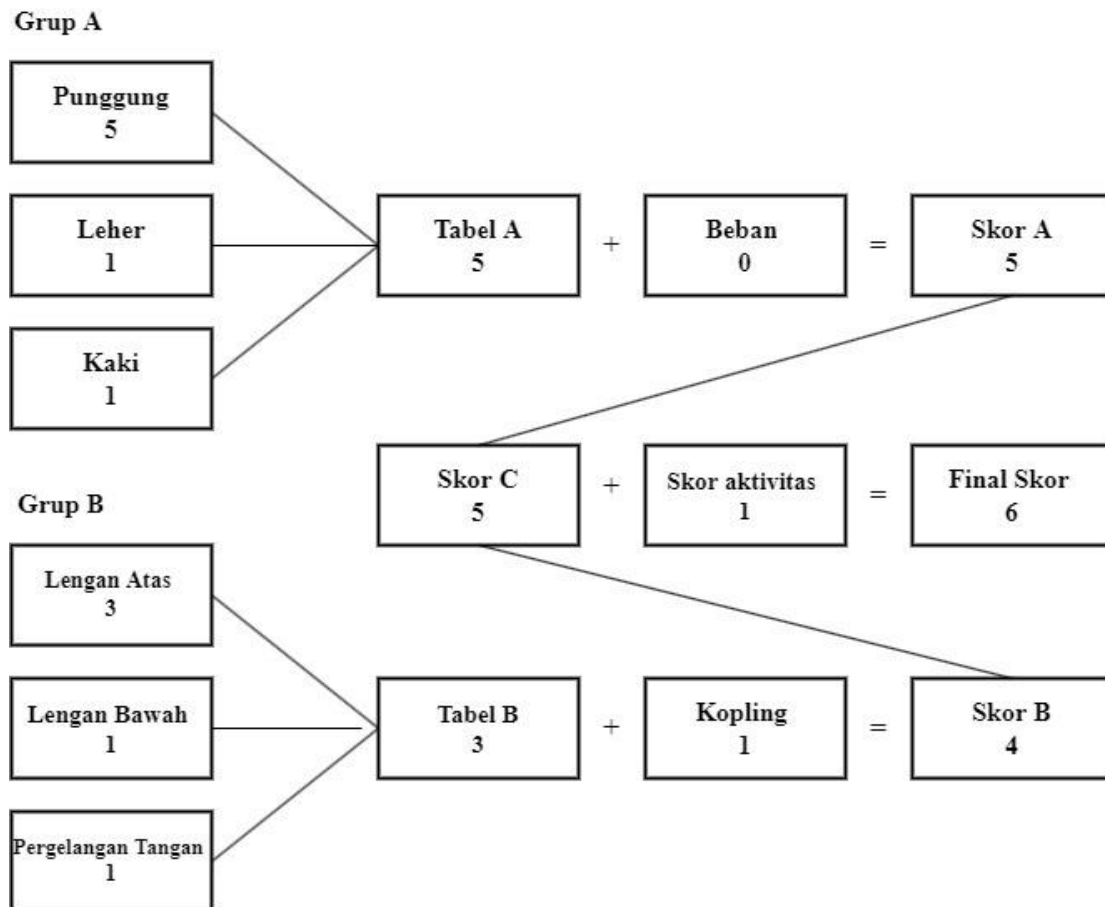 Grup A
Punggung
5
Leher
1
Kaki
1
Tabel A
5
+
Beban
0
=
Skor A
5
Skor C
5
+
Skor aktivitas
1
=
Final Skor
6
Grup B
Lengan Atas
3
Lengan Bawah
1
Pergelangan Tangan
1
Tabel B
3
+
Kopling
1
=
Skor B
4